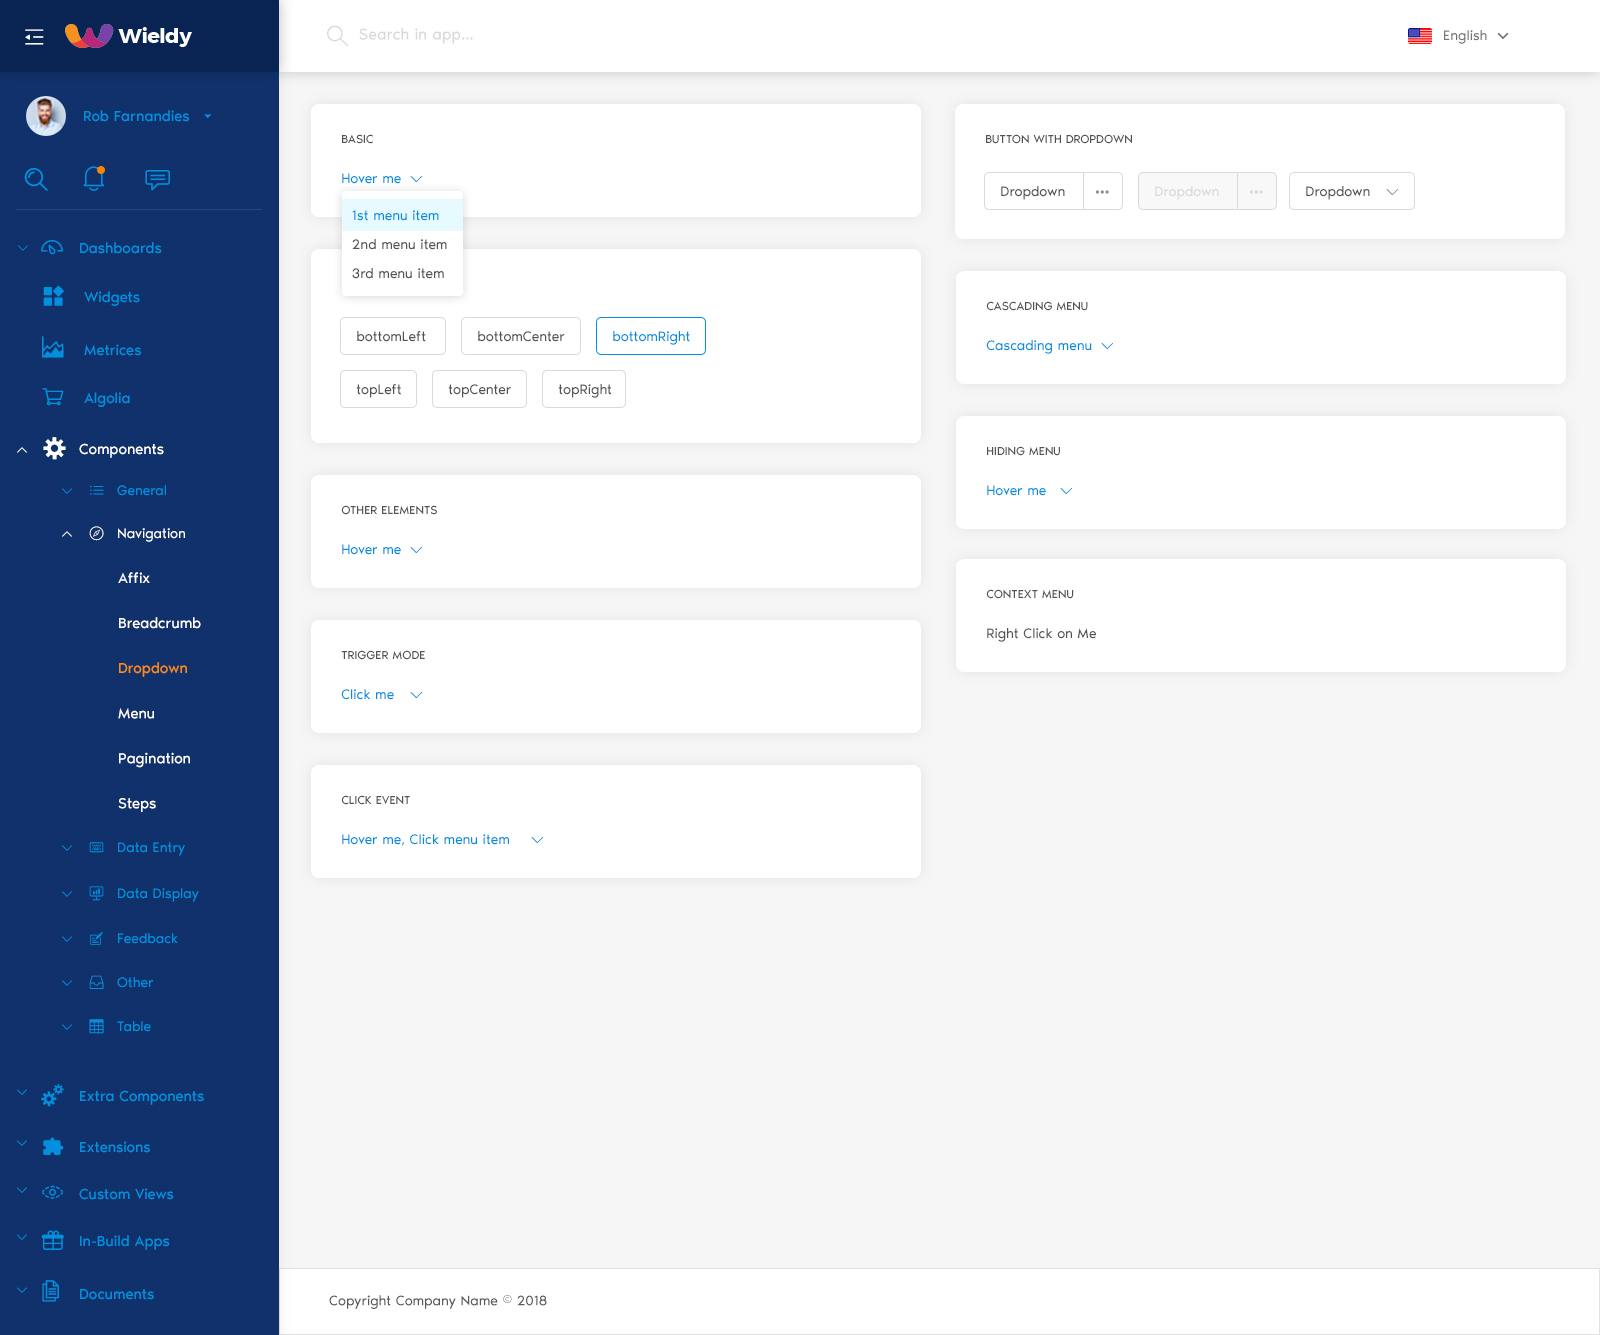 Wieldy
Search in app...
English
Rob Farnandies
Dashboards
Widgets
Metrices
Algolia
Components
General
Navigation
Affix
Breadcrumb
Dropdown
Menu
Pagination
Steps
Data Entry
Data Display
Feedback
Other
Table
Extra Components
Extensions
Custom Views
In-Build Apps
Documents
BASIC
Hover me
1st menu item
2nd menu item
3rd menu item
bottomLeft bottomCenter bottomRight
topLeft topCenter topRight
OTHER ELEMENTS
Hover me
TRIGGER MODE
Click me
CLICK EVENT
Hover me, Click menu item
BUTTON WITH DROPDOWN
Dropdown ••• Dropdown ••• Dropdown
CASCADING MENU
Cascading menu
HIDING MENU
Hover me
CONTEXT MENU
Right Click on Me
Copyright Company Name © 2018